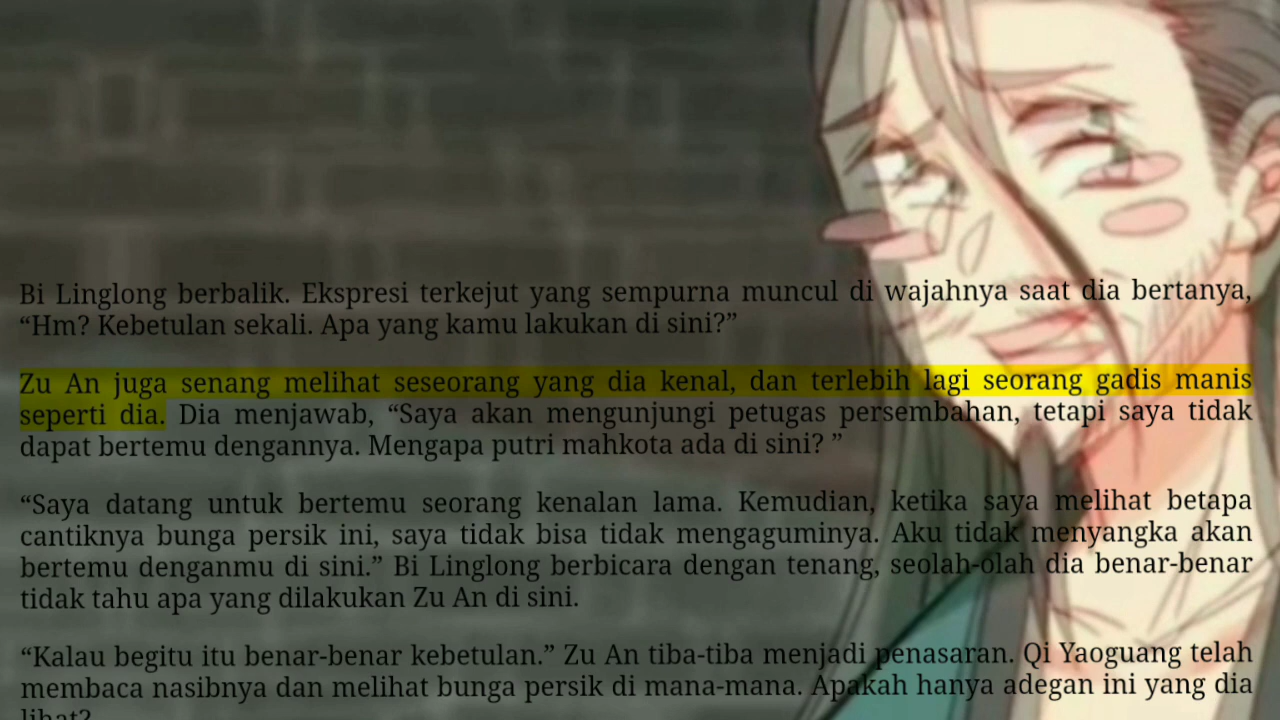 Bi Linglong berbalik. Ekspresi terkejut yang sempurna muncul di wajahnya saat dia bertanya,
“Hm? Kebetulan sekali. Apa yang kamu lakukan di sini?”
Zu An juga senang melihat seseorang yang dia kenal, dan terlebih lagi seorang gadis manis
seperti dia. Dia menjawab, “Saya akan mengunjungi petugas persembahan, tetapi saya tidak
dapat bertemu dengannya. Mengapa putri mahkota ada di sini? ”
“Saya datang untuk bertemu seorang kenalan lama. Kemudian, ketika saya melihat betapa
cantiknya bunga persik ini, saya tidak bisa tidak mengaguminya. Aku tidak menyangka akan
bertemu denganmu di sini.” Bi Linglong berbicara dengan tenang, seolah-olah dia benar-benar
tidak tahu apa yang dilakukan Zu An di sini.
“Kalau begitu itu benar-benar kebetulan.” Zu An tiba-tiba menjadi penasaran. Qi Yaoguang telah
membaca nasibnya dan melihat bunga persik di mana-mana. Apakah hanya adegan ini yang dia
lihat?